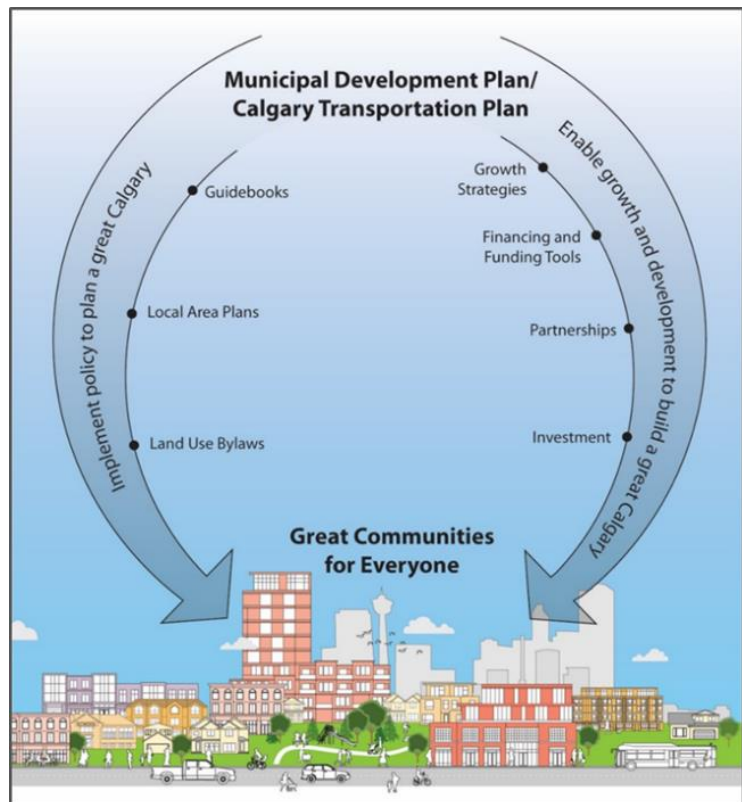 Municipal Development Plan/
Calgary Transportation Plan
Implement policy to plan a great Calgary
Guidebooks
Local Area Plans
Land Use Bylaws
Enable growth and development to build a great Calgary
Growth
Strategies
Financing and
Funding Tools
Partnerships
Investment
Great Communities
for Everyone